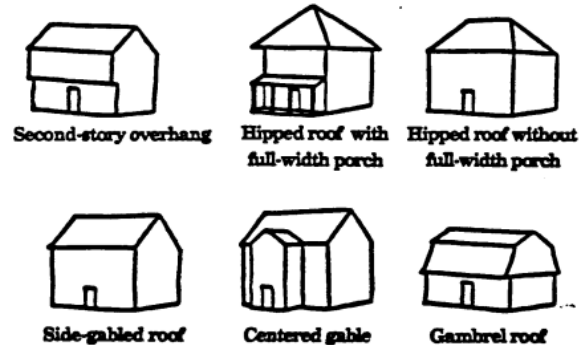 Second-story overhang
Hipped roof with
full-width porch
Hipped roof without
full-width porch
Side-gabled roof
Centered gable
Gambrel roof